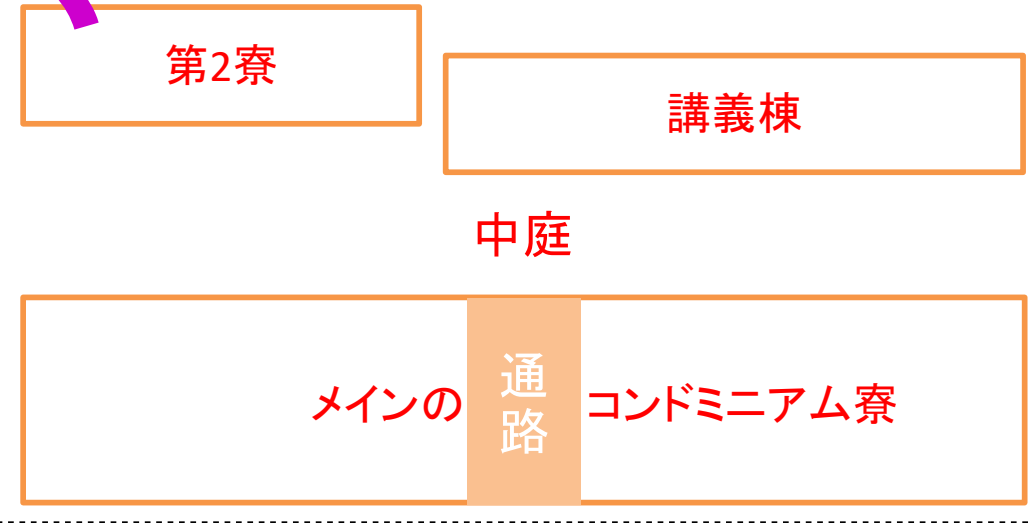 第2寮
講義棟
中庭
メインの
通路
コンドミニアム寮